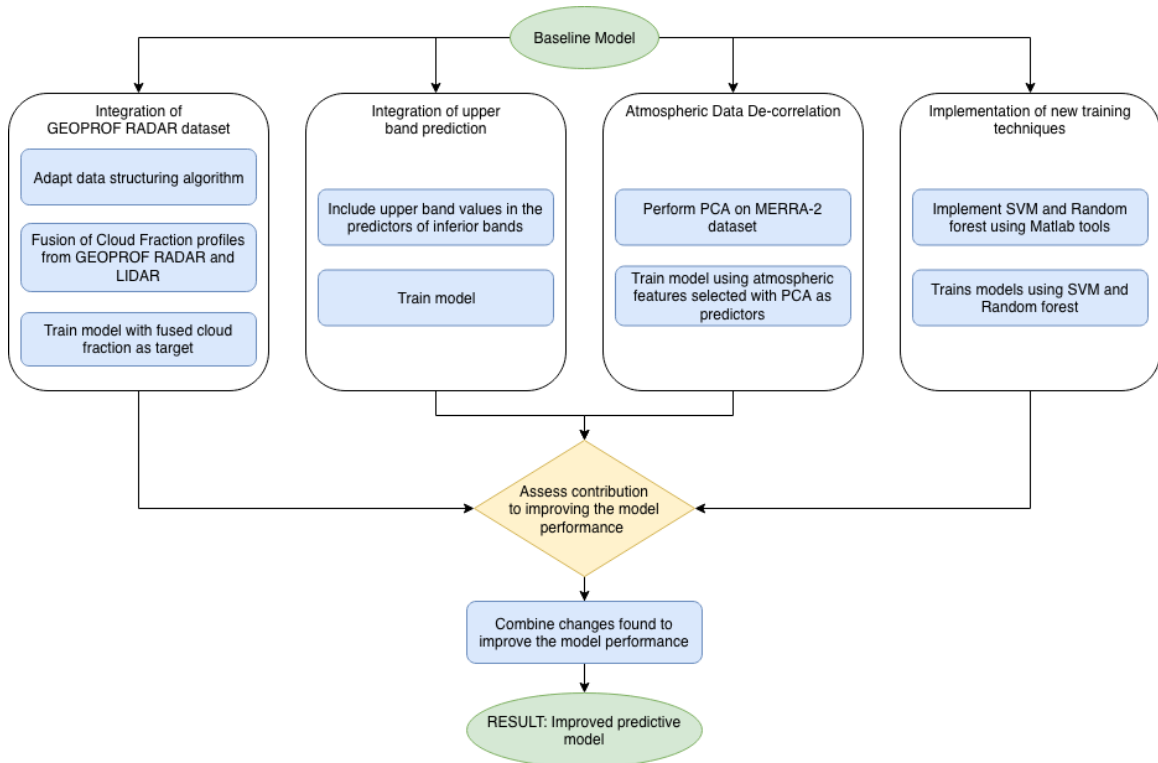 Baseline Model
Integration of
GEOPROF RADAR dataset
Adapt data structuring algorithm
Fusion of Cloud Fraction profiles
from GEOPROF RADAR and
LIDAR
Train model with fused cloud
fraction as target
Integration of upper
band prediction
Include upper band values in the
predictors of inferior bands
Train model
Atmospheric Data De-correlation
Perform PCA on MERRA-2
dataset
Train model using atmospheric
features selected with PCA as
predictors
Implementation of new training
techniques
Implement SVM and Random
forest using Matlab tools
Trains models using SVM and
Random forest
Assess contribution
to improving the model
performance
Combine changes found to
improve the model performance
RESULT: Improved predictive
model